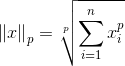 ‖x‖_p = \sqrt[p]{\sum_{i=1}^{n} x_i^p}